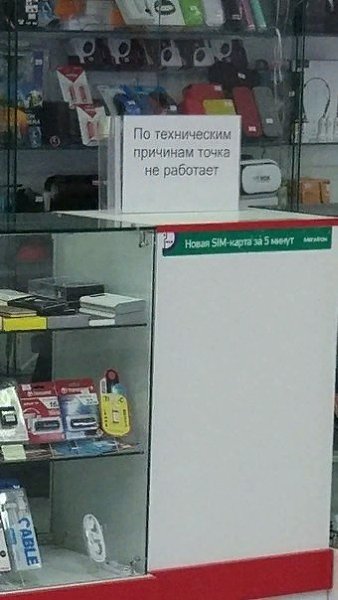 По техническим
причинам точка
не работает
Новая SIM-карта за 5 минут
МЕГАФОН
CABLE